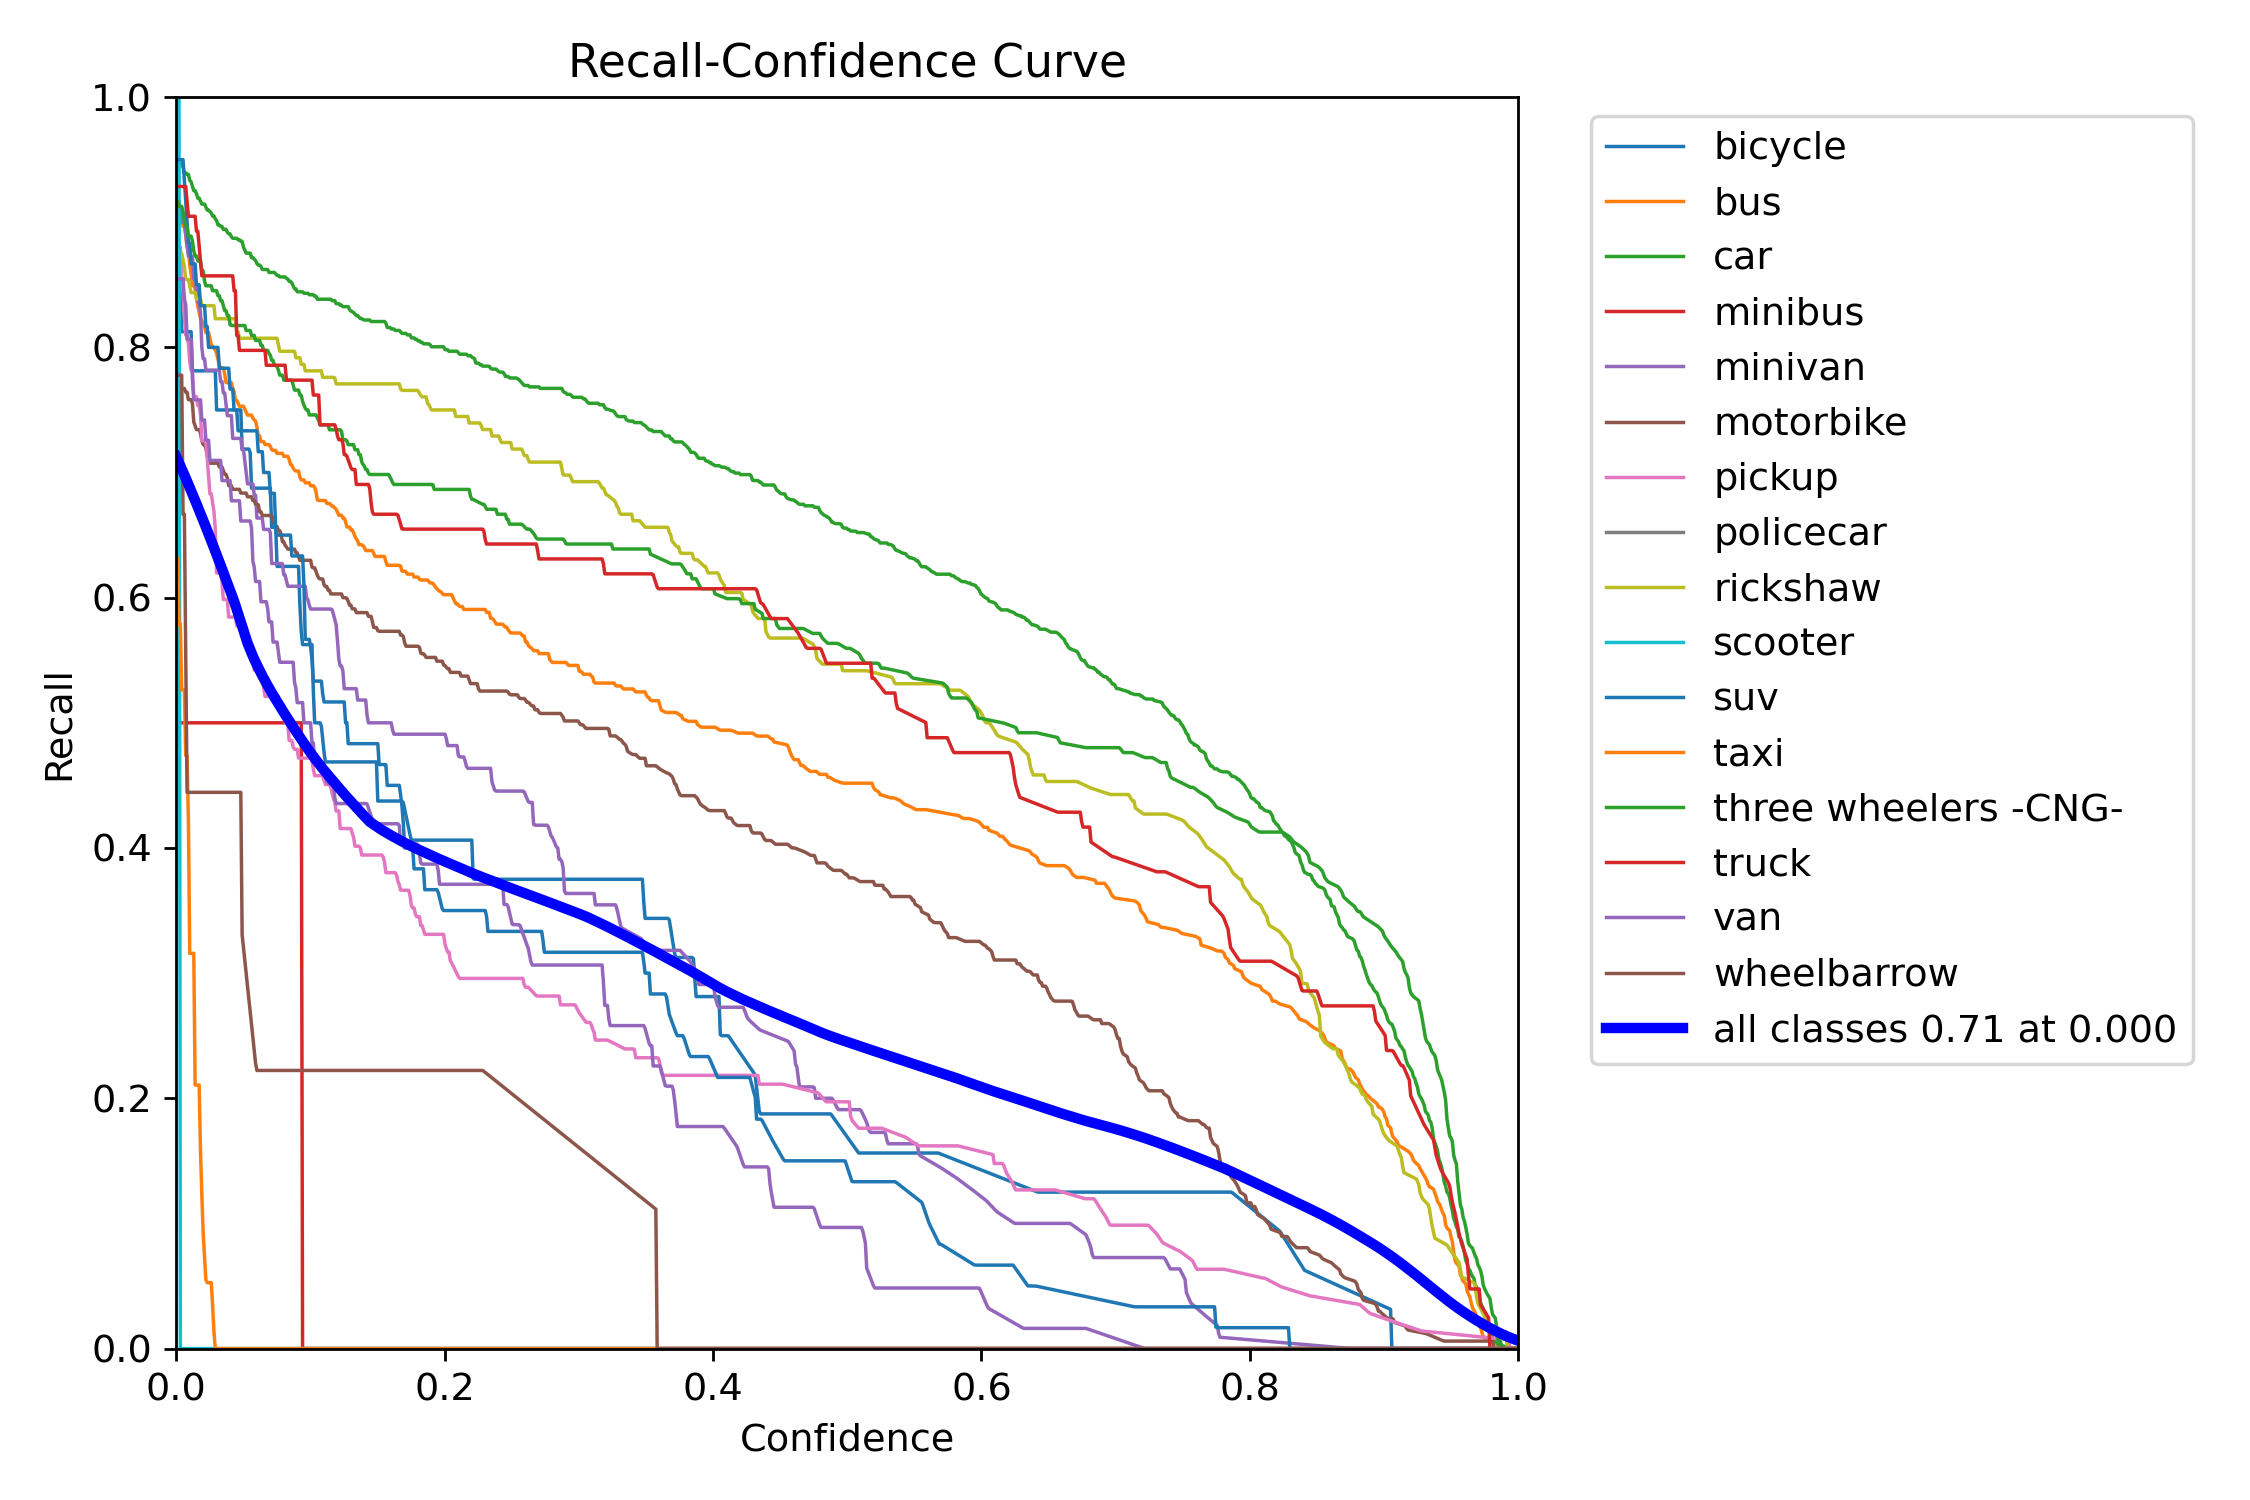 Recall-Confidence Curve
1.0
0.8
0.6
0.4
0.2
0.0
Recall
0.0 0.2 0.4 0.6 0.8 1.0
Confidence
bicycle
bus
car
minibus
minivan
motorbike
pickup
policecar
rickshaw
scooter
suv
taxi
three wheelers -CNG-
truck
van
wheelbarrow
all classes 0.71 at 0.000